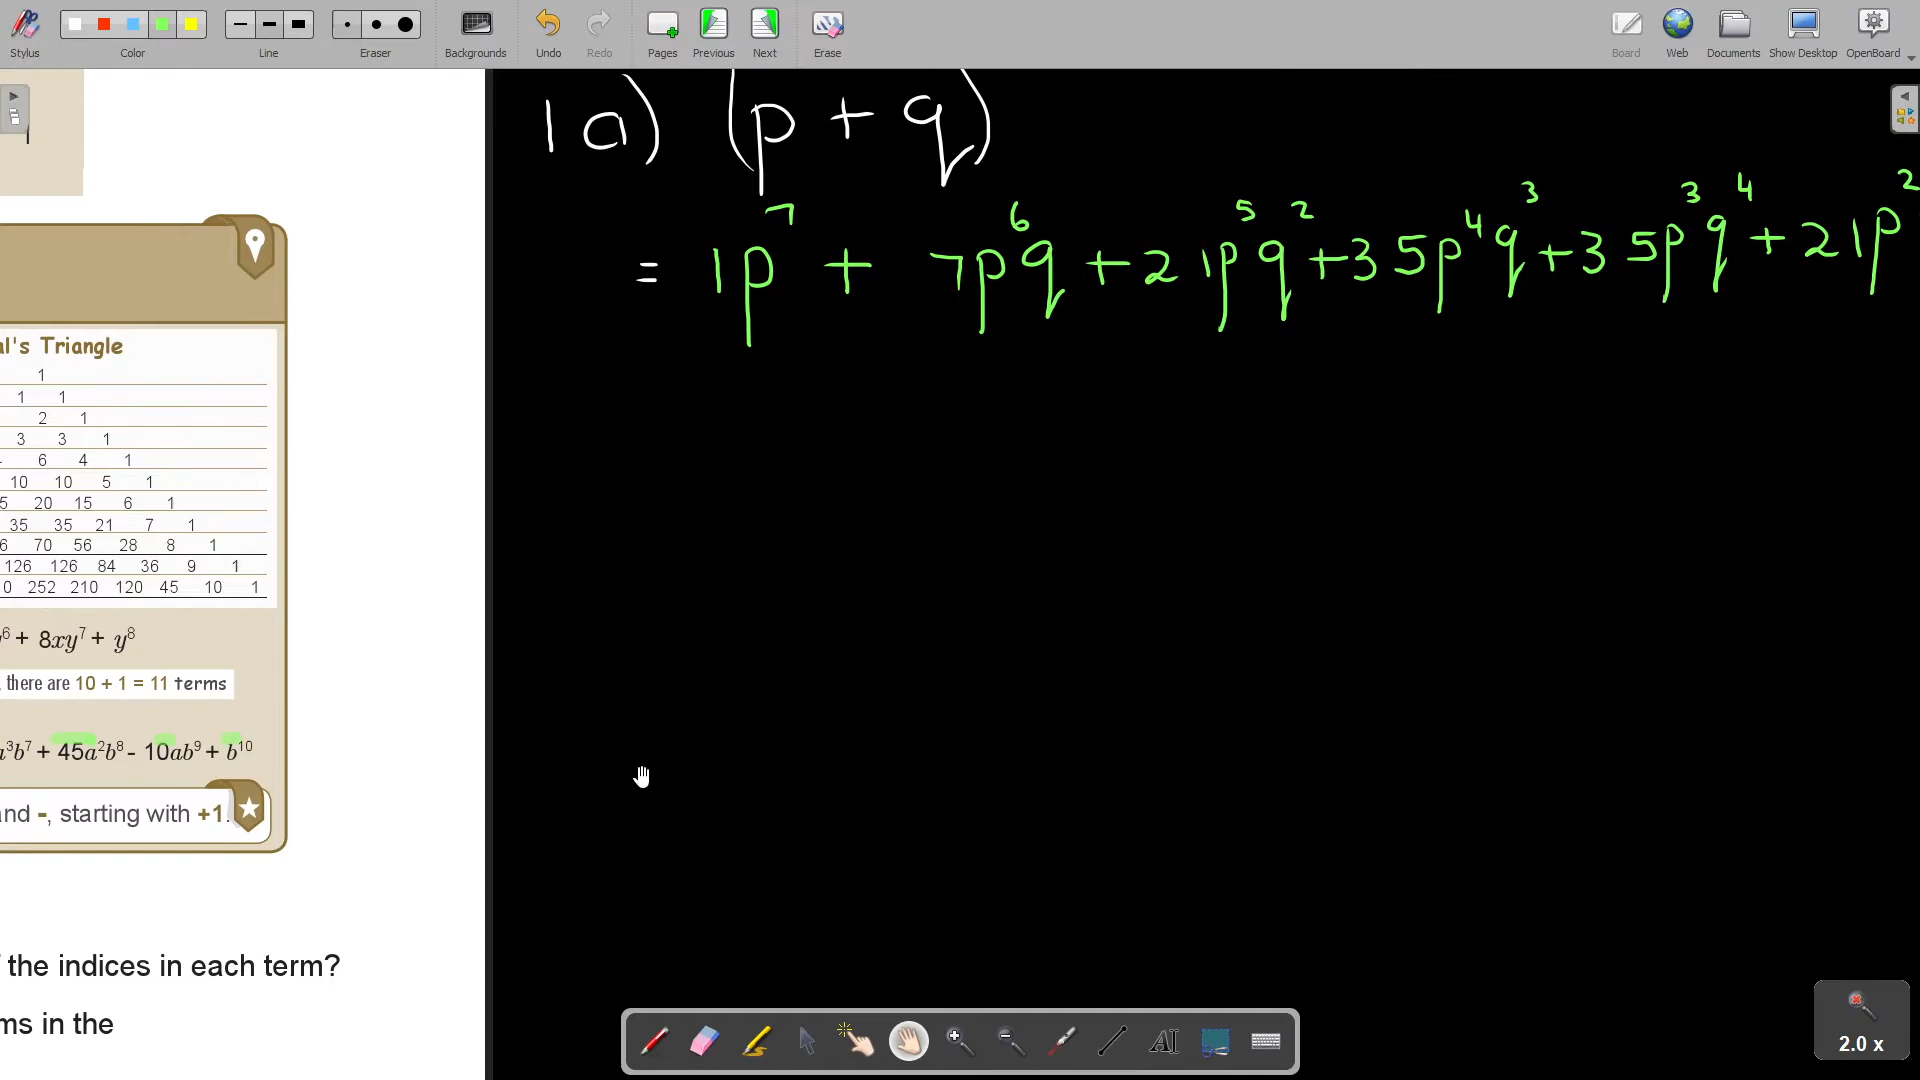 Stylus Color Line Eraser Backgrounds Undo Redo Pages Previous Next Erase Board Web Documents Show Desktop OpenBoard
1a) (p + q)
= 1p⁷ + 7p⁶q + 21p⁵q² + 35p⁴q³ + 35p³q⁴ + 21p²
al's Triangle
1
1 1
2 1
3 3 1
6 4 1
10 10 5 1
5 20 15 6 1
35 35 21 7 1
6 70 56 28 8 1
126 126 84 36 9 1
0 252 210 120 45 10 1
⁶ + 8xy⁷ + y⁸
, there are 10 + 1 = 11 terms
a³b⁷ + 45a²b⁸ - 10ab⁹ + b¹⁰
and -, starting with +1.
the indices in each term?
ms in the
2.0 x